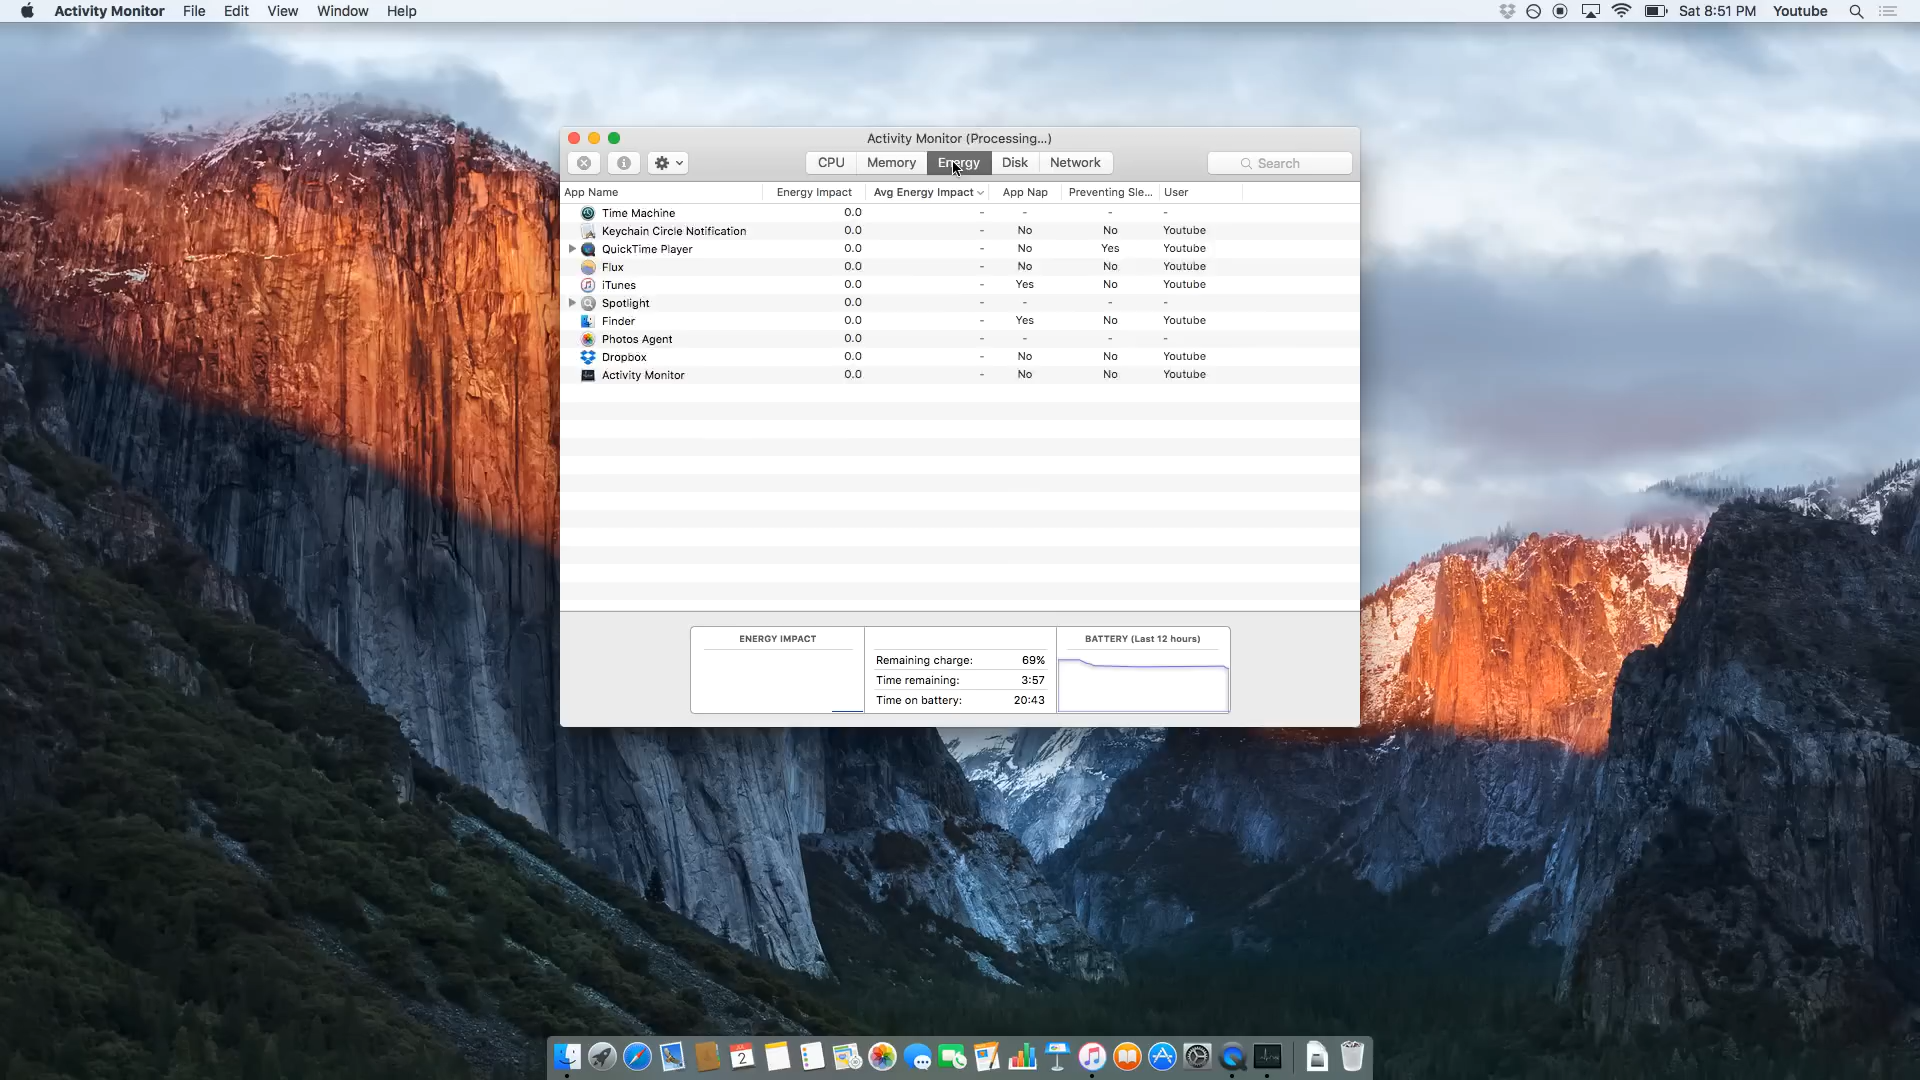 Activity Monitor File Edit View Window Help Sat 8:51 PM Youtube
Activity Monitor (Processing...)
CPU Memory Energy Disk Network Search
App Name Energy Impact Avg Energy Impact App Nap Preventing Sle... User
Time Machine 0.0 - - - -
Keychain Circle Notification 0.0 - No No Youtube
QuickTime Player 0.0 - No Yes Youtube
Flux 0.0 - No No Youtube
iTunes 0.0 - Yes No Youtube
Spotlight 0.0 - - - -
Finder 0.0 - Yes No Youtube
Photos Agent 0.0 - - - -
Dropbox 0.0 - No No Youtube
Activity Monitor 0.0 - No No Youtube
ENERGY IMPACT BATTERY (Last 12 hours)
Remaining charge: 69%
Time remaining: 3:57
Time on battery: 20:43
2